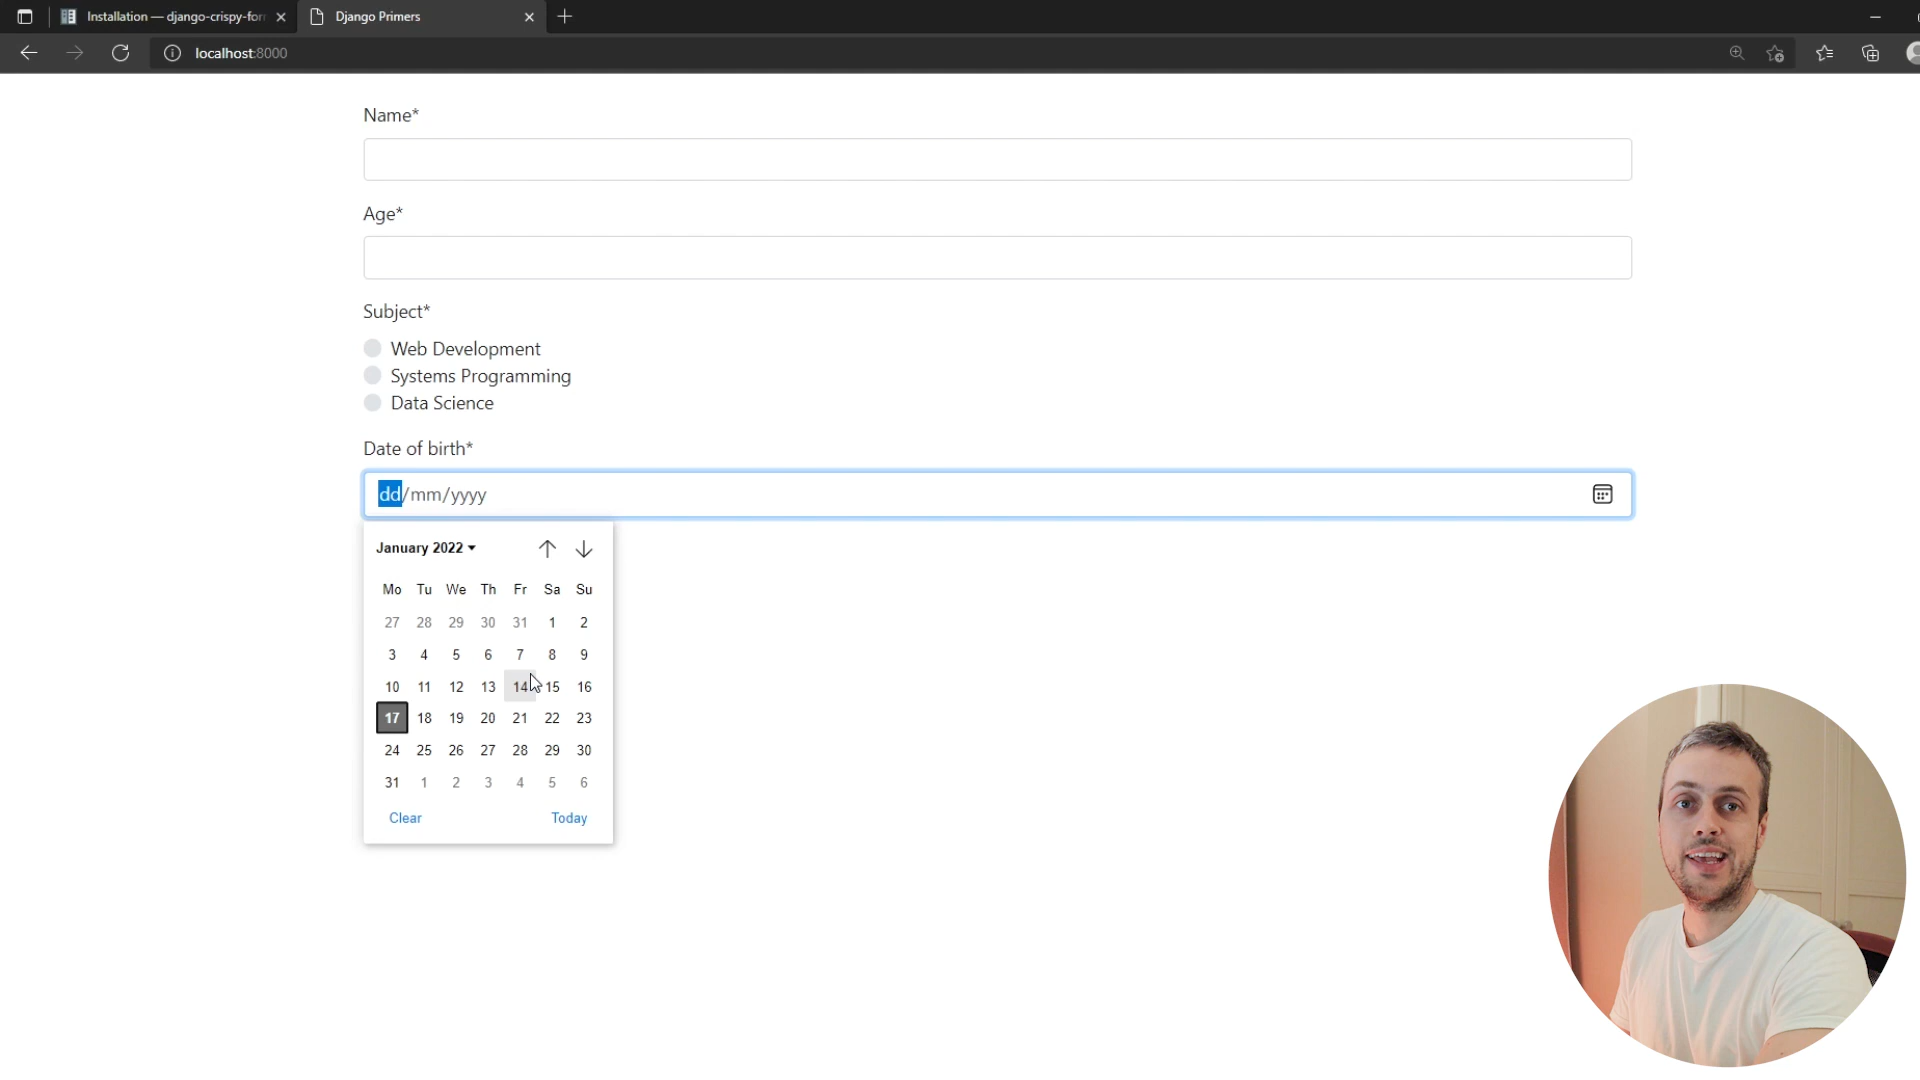 Installation — django-crispy-for
Django Primers
localhost:8000
Name*
Age*
Subject*
Web Development
Systems Programming
Data Science
Date of birth*
dd/mm/yyyy
January 2022
Mo Tu We Th Fr Sa Su
27 28 29 30 31 1 2
3 4 5 6 7 8 9
10 11 12 13 14 15 16
17 18 19 20 21 22 23
24 25 26 27 28 29 30
31 1 2 3 4 5 6
Clear Today